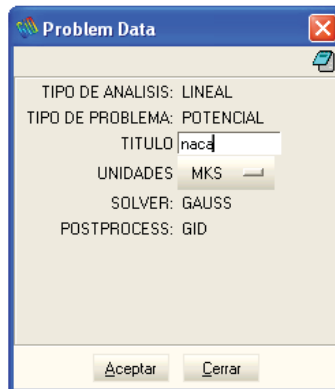 Problem Data
TIPO DE ANALISIS: LINEAL
TIPO DE PROBLEMA: POTENCIAL
TITULO naca
UNIDADES MKS
SOLVER: GAUSS
POSTPROCESS: GID
Aceptar Cerrar